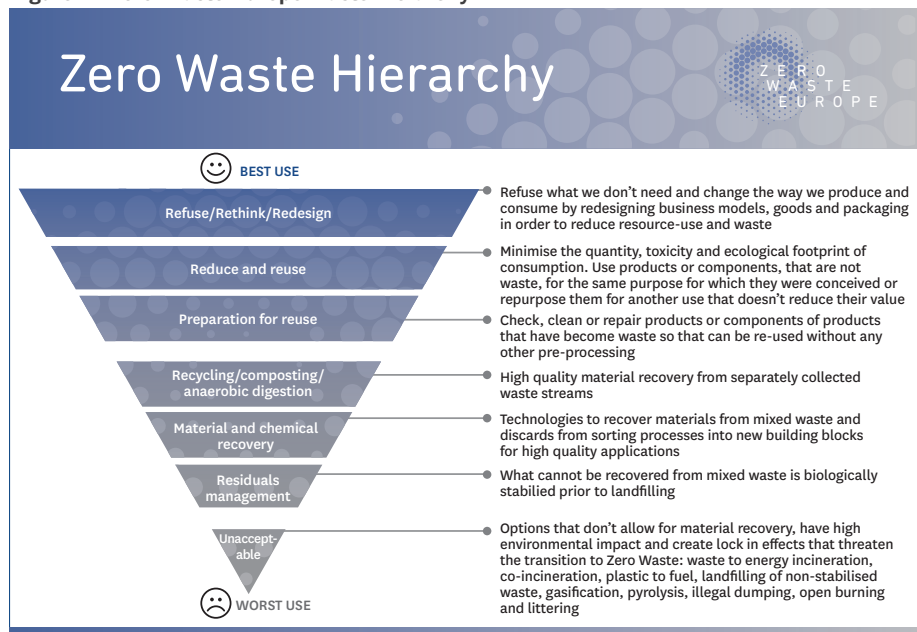 Zero Waste Hierarchy
ZERO
WASTE
EUROPE
BEST USE
Refuse/Rethink/Redesign
Refuse what we don't need and change the way we produce and
consume by redesigning business models, goods and packaging
in order to reduce resource-use and waste
Reduce and reuse
Minimise the quantity, toxicity and ecological footprint of
consumption. Use products or components, that are not
waste, for the same purpose for which they were conceived or
repurpose them for another use that doesn't reduce their value
Preparation for reuse
Check, clean or repair products or components of products
that have become waste so that can be re-used without any
other pre-processing
Recycling/composting/
anaerobic digestion
High quality material recovery from separately collected
waste streams
Material and chemical
recovery
Technologies to recover materials from mixed waste and
discards from sorting processes into new building blocks
for high quality applications
Residuals
management
What cannot be recovered from mixed waste is biologically
stabilied prior to landfilling
Unaccept-
able
Options that don't allow for material recovery, have high
environmental impact and create lock in effects that threaten
the transition to Zero Waste: waste to energy incineration,
co-incineration, plastic to fuel, landfilling of non-stabilised
waste, gasification, pyrolysis, illegal dumping, open burning
and littering
WORST USE